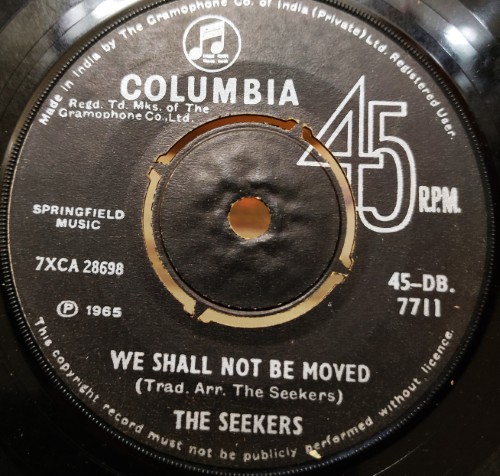 Made in India by The Gramophone Co. of India (Private) Ltd. Registered User.
COLUMBIA
Regd. Td. Mks. of The
Gramophone Co., Ltd.
45 R.P.M.
SPRINGFIELD
MUSIC
7XCA 28698
℗ 1965
45-DB.
7711
WE SHALL NOT BE MOVED
(Trad. Arr. The Seekers)
THE SEEKERS
This copyright record must not be publicly performed without licence.